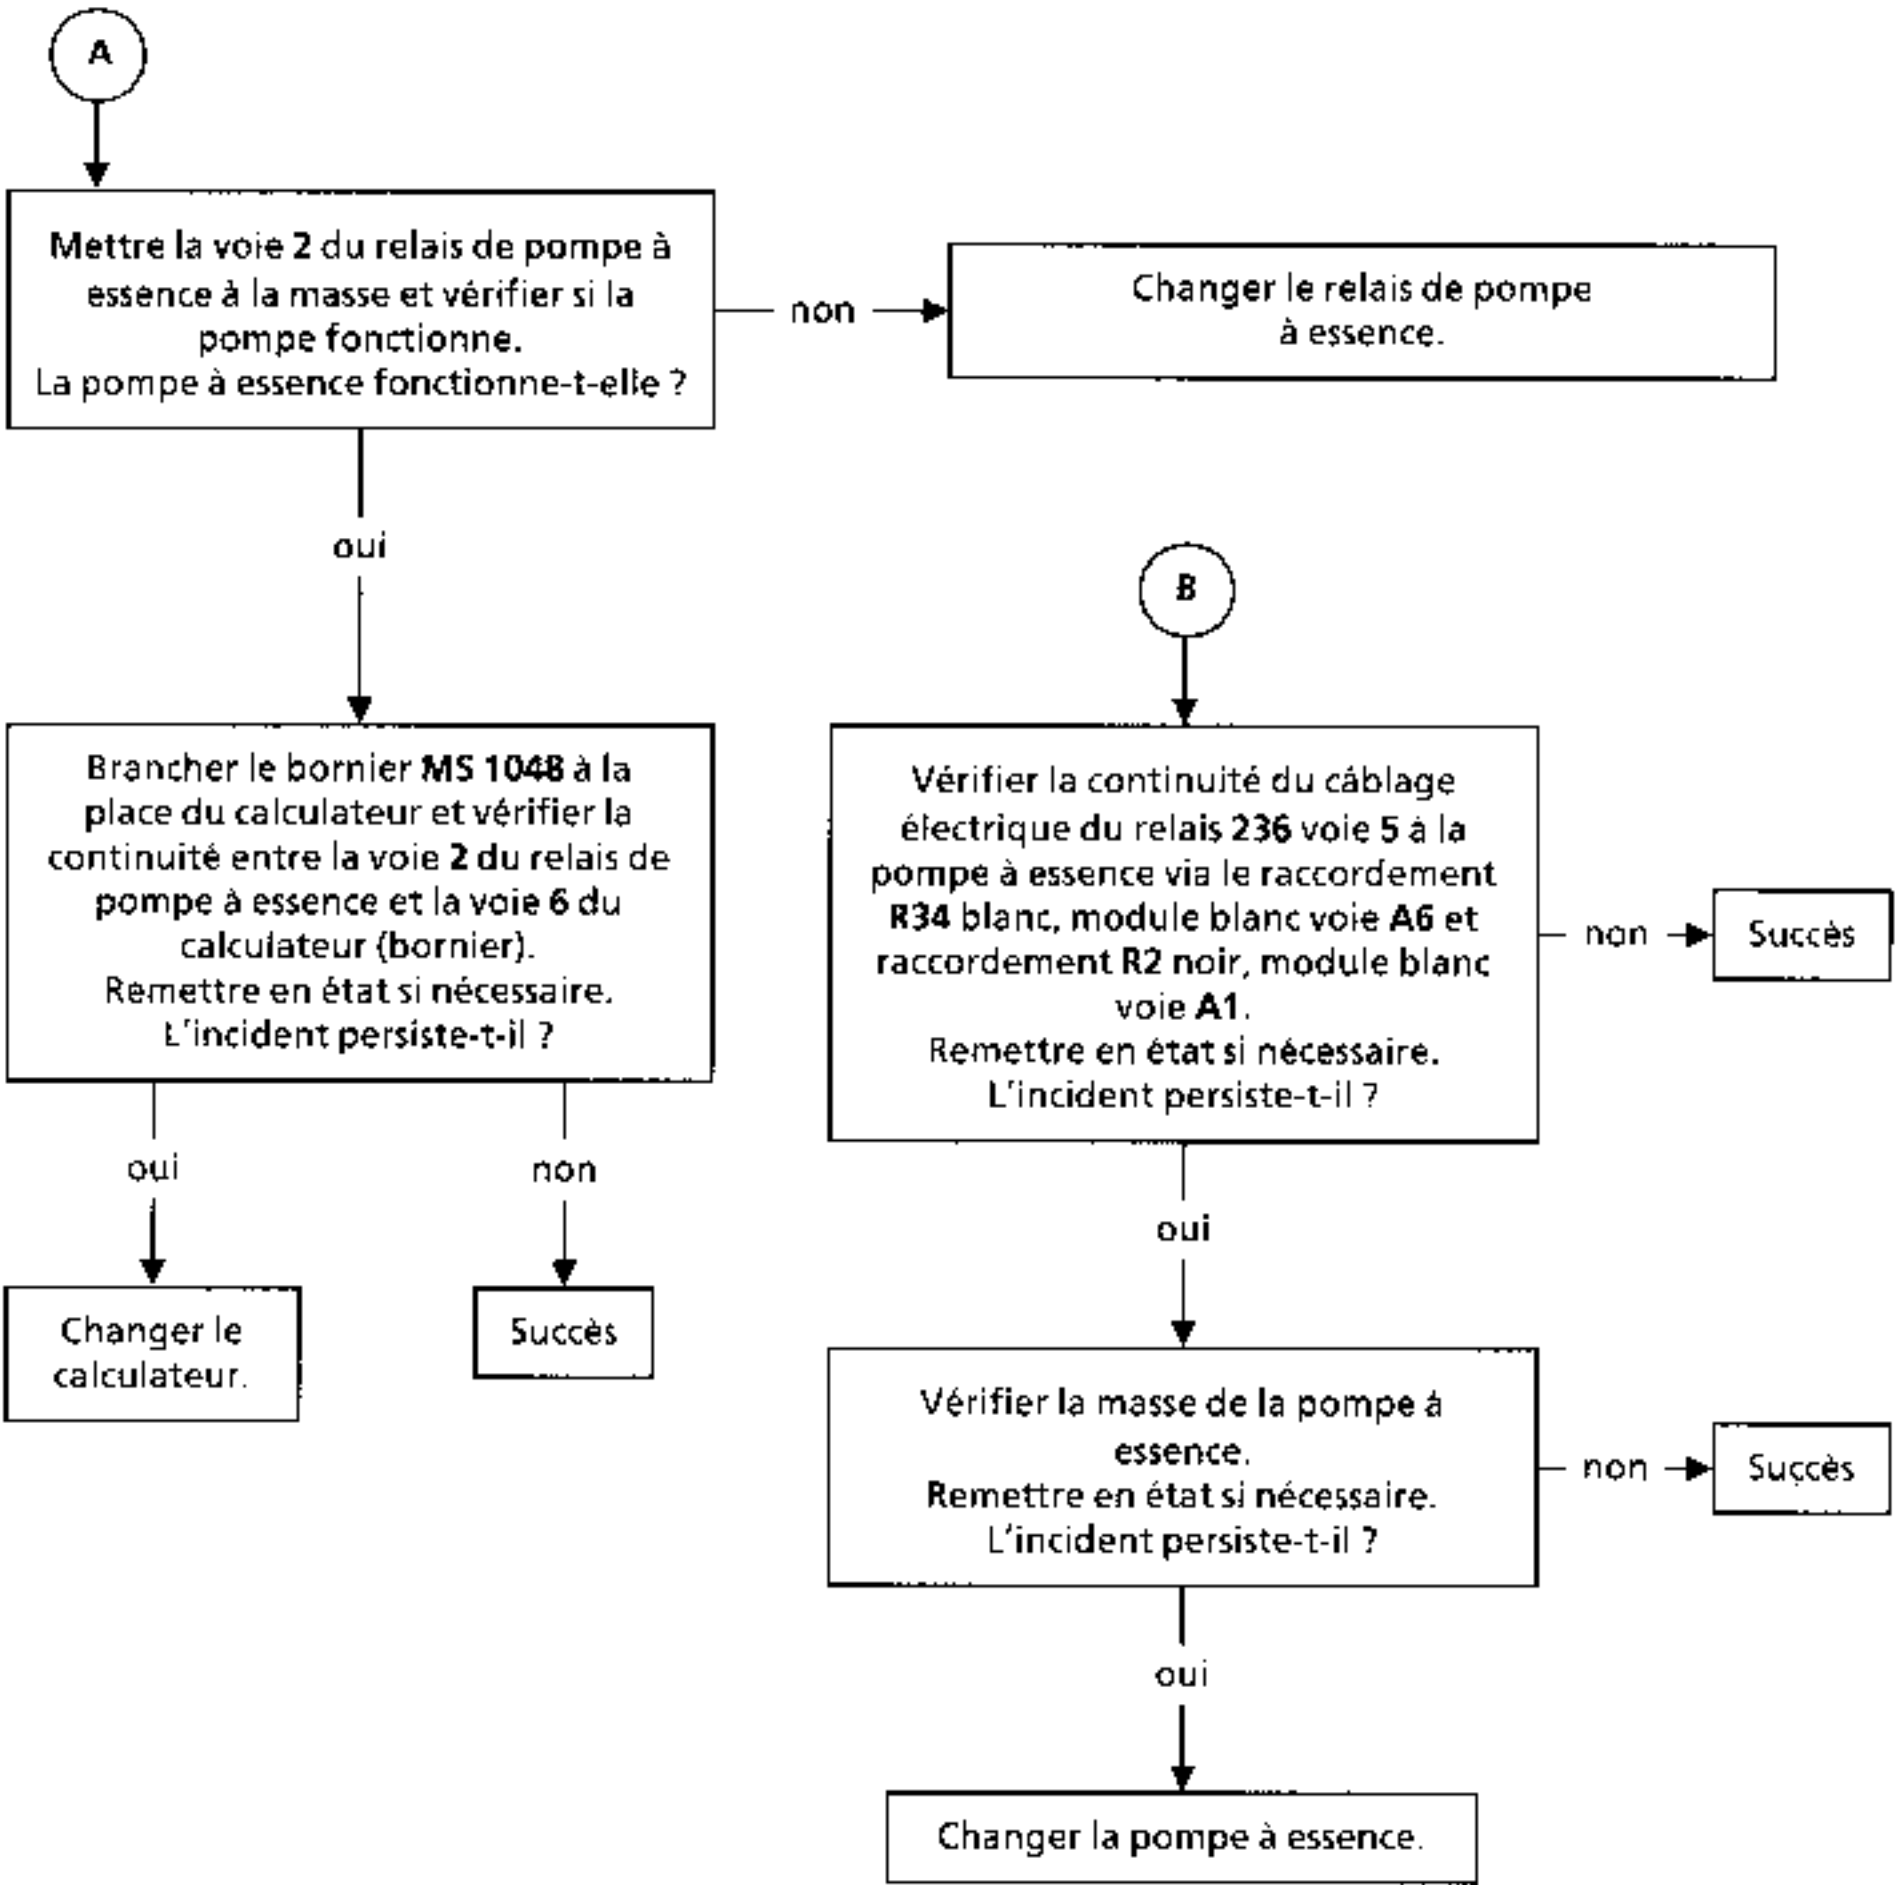 A
Mettre la voie 2 du relais de pompe à
essence à la masse et vérifier si la
pompe fonctionne.
La pompe à essence fonctionne-t-elle ?
non
Changer le relais de pompe
à essence.
oui
Brancher le bornier MS 1048 à la
place du calculateur et vérifier la
continuité entre la voie 2 du relais de
pompe à essence et la voie 6 du
calculateur (bornier).
Remettre en état si nécessaire.
L'incident persiste-t-il ?
oui
non
Changer le
calculateur.
Succès
B
Vérifier la continuité du câblage
électrique du relais 236 voie 5 à la
pompe à essence via le raccordement
R34 blanc, module blanc voie A6 et
raccordement R2 noir, module blanc
voie A1.
Remettre en état si nécessaire.
L'incident persiste-t-il ?
non
Succès
oui
Vérifier la masse de la pompe à
essence.
Remettre en état si nécessaire.
L'incident persiste-t-il ?
non
Succès
oui
Changer la pompe à essence.